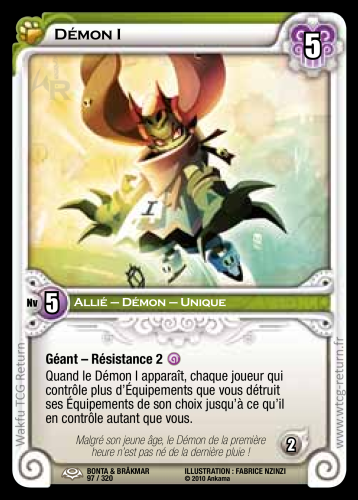 DÉMON I
5
I
Nv 5
ALLIÉ – DÉMON – UNIQUE
Géant – Résistance 2
Quand le Démon I apparaît, chaque joueur qui
contrôle plus d'Équipements que vous détruit
ses Équipements de son choix jusqu'à ce qu'il
en contrôle autant que vous.
Malgré son jeune âge, le Démon de la première
heure n'est pas né de la dernière pluie !
2
BONTA & BRÂKMAR
97 / 320
ILLUSTRATION : FABRICE NZINZI
© 2010 Ankama
Wakfu TCG Return
www.wtcg-return.fr